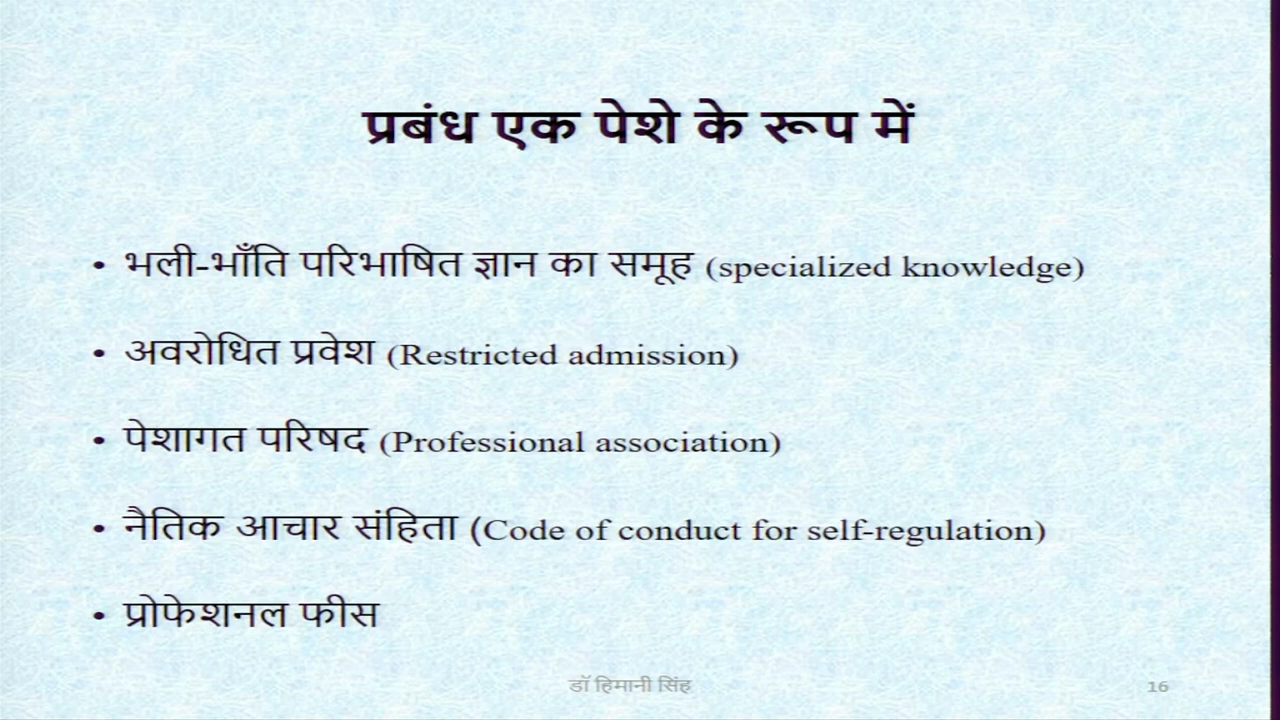 प्रबंध एक पेशे के रूप में
• भली-भाँति परिभाषित ज्ञान का समूह (specialized knowledge)
• अवरोधित प्रवेश (Restricted admission)
• पेशागत परिषद (Professional association)
• नैतिक आचार संहिता (Code of conduct for self-regulation)
• प्रोफेशनल फीस
डॉ हिमानी सिंह
16